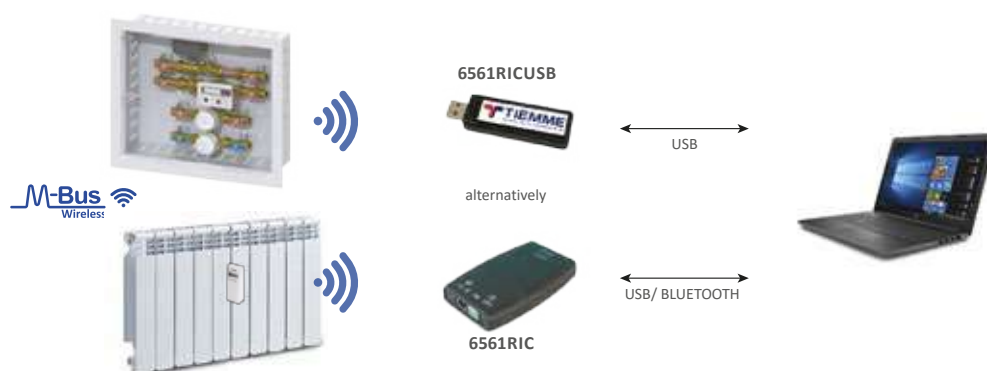 6561RICUSB
TIEMME
USB
alternatively
M-Bus
Wireless
USB/ BLUETOOTH
6561RIC